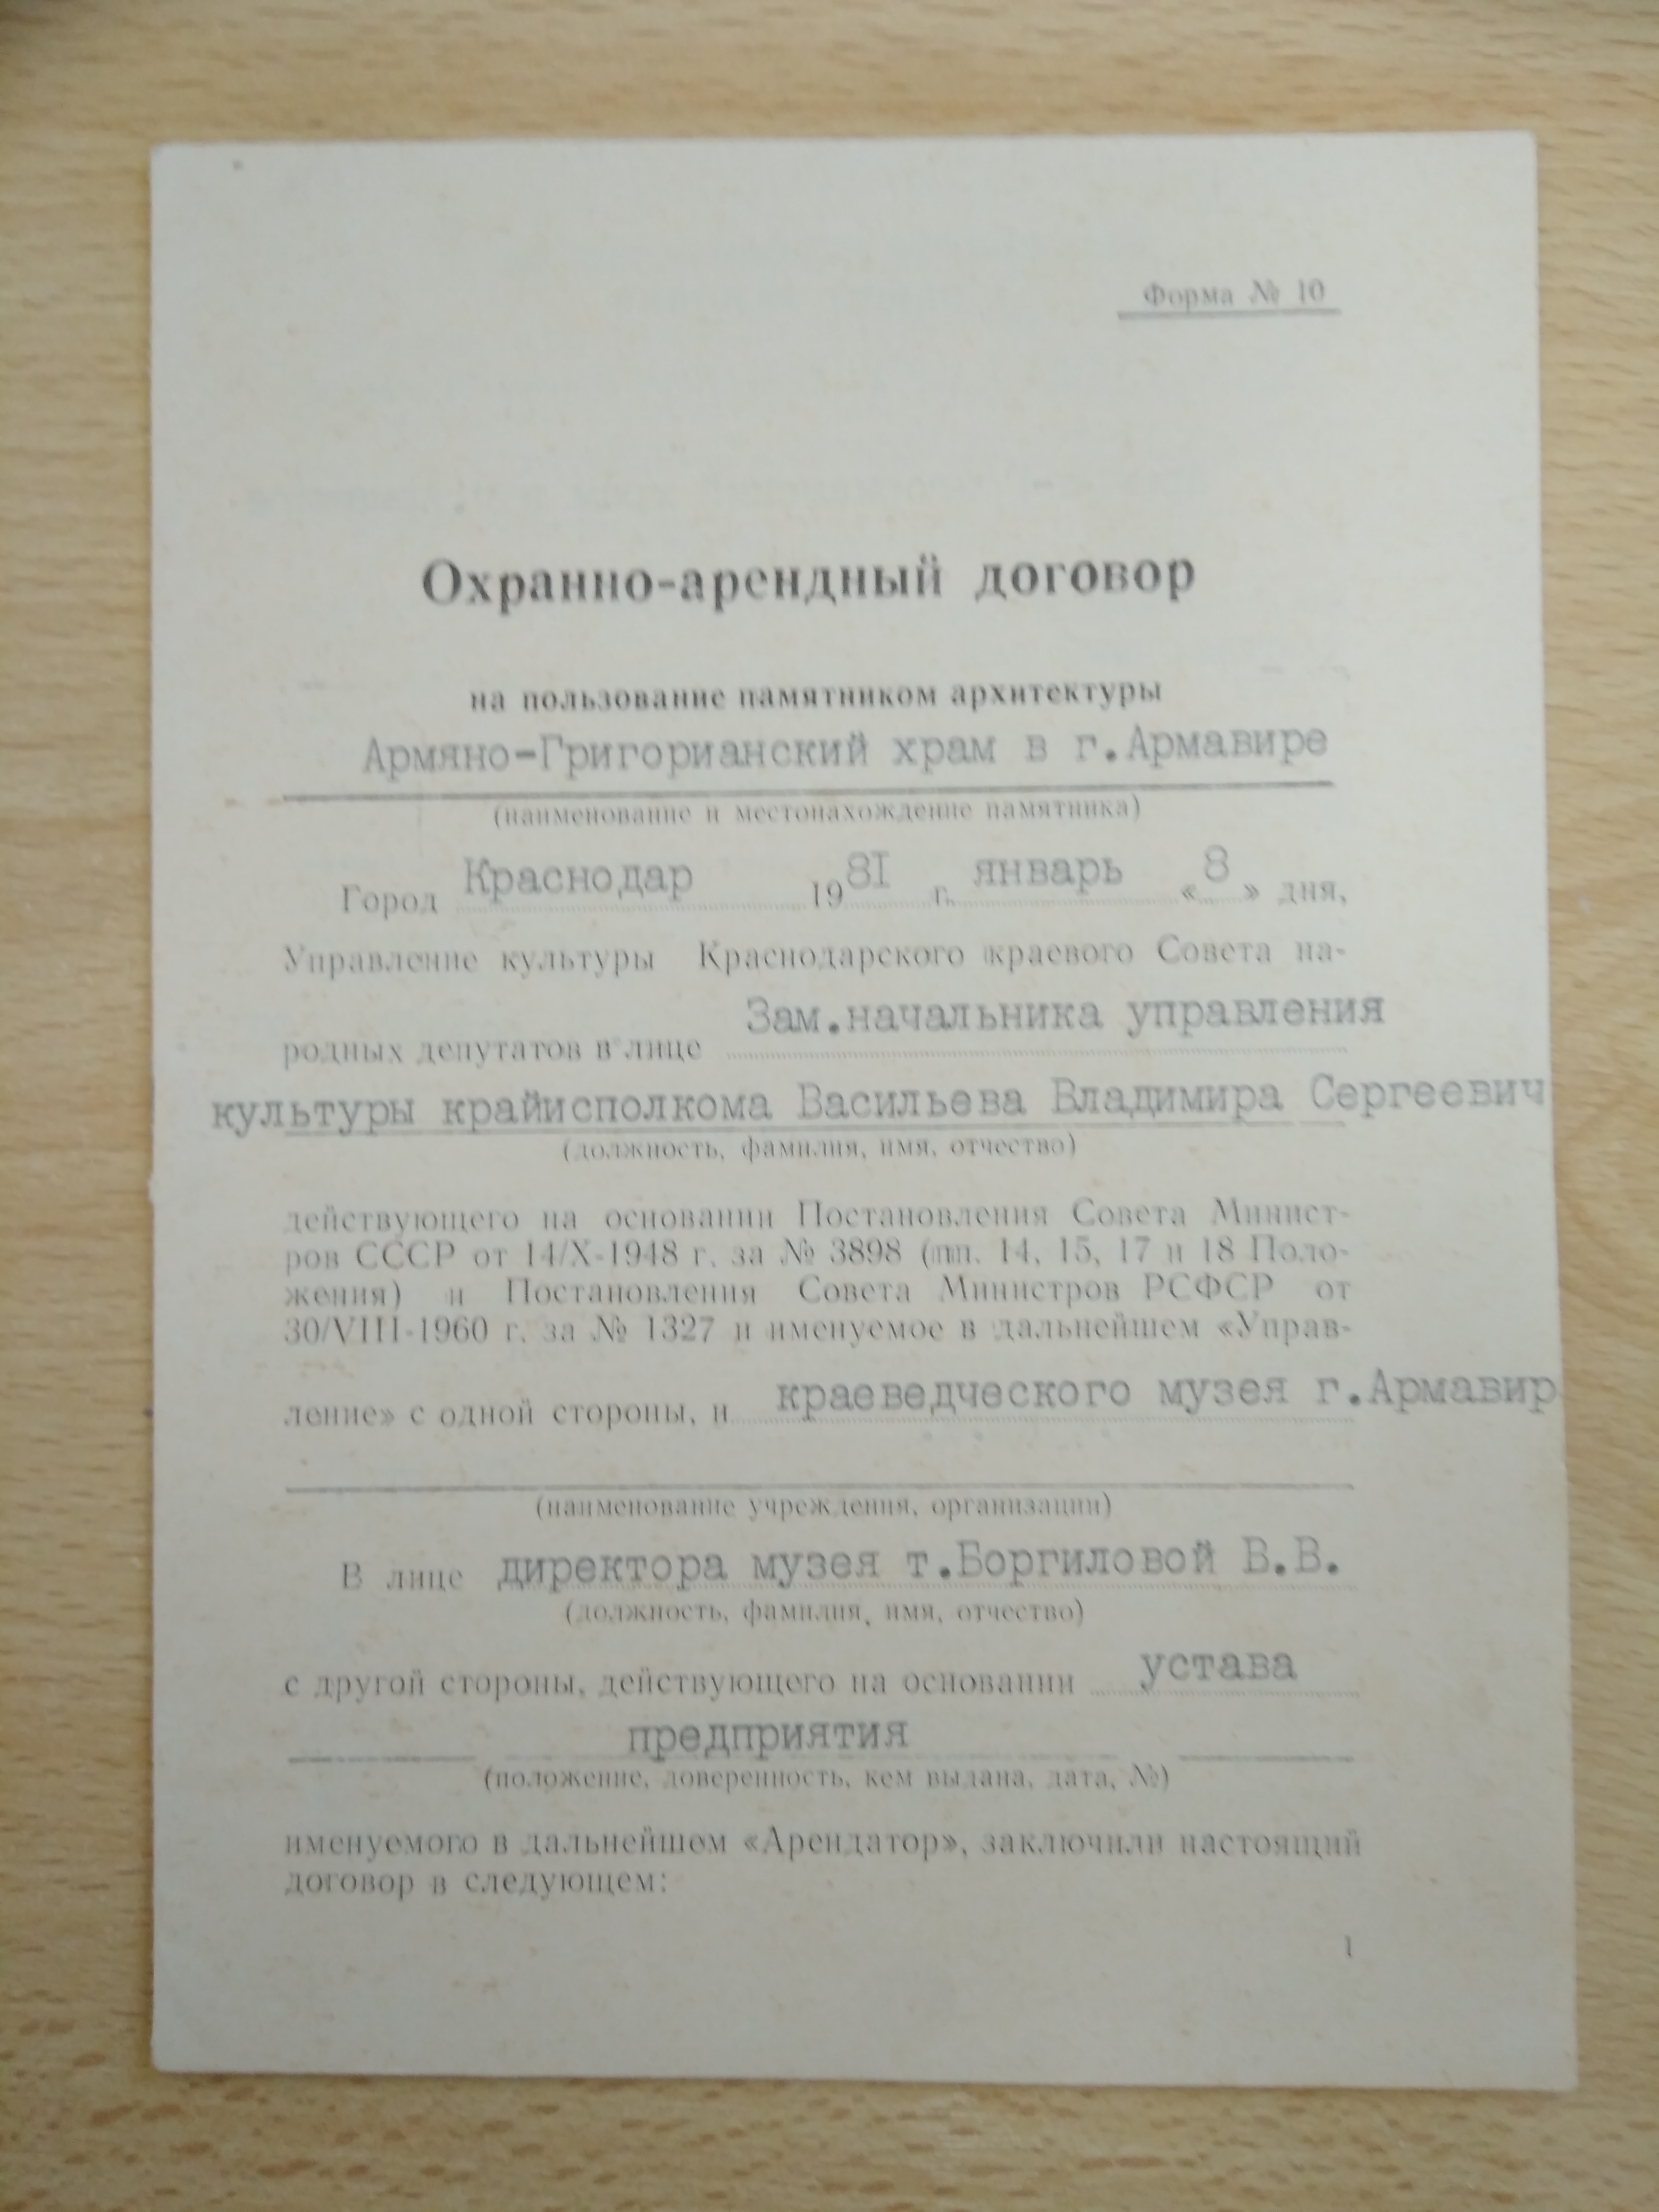 Форма № 10
Охранно-арендный договор
на пользование памятником архитектуры
Армяно-Григорианский храм в г.Армавире
(наименование и местонахождение памятника)
Город Краснодар 1981 г. январь «8» дня,
Управление культуры Краснодарского краевого Совета на-
родных депутатов в лице Зам.начальника управления
культуры крайисполкома Васильева Владимира Сергеевич
(должность, фамилия, имя, отчество)
действующего на основании Постановления Совета Минист-
ров СССР от 14/X-1948 г. за № 3898 (пп. 14, 15, 17 и 18 Поло-
жения) и Постановления Совета Министров РСФСР от
30/VIII-1960 г. за № 1327 и именуемое в дальнейшем «Управ-
ление» с одной стороны, и краеведческого музея г.Армавир
(наименование учреждения, организации)
В лице директора музея т.Боргиловой В.В.
(должность, фамилия, имя, отчество)
с другой стороны, действующего на основании устава
предприятия
(положение, доверенность, кем выдана, дата, №)
именуемого в дальнейшем «Арендатор», заключили настоящий
договор в следующем:
1